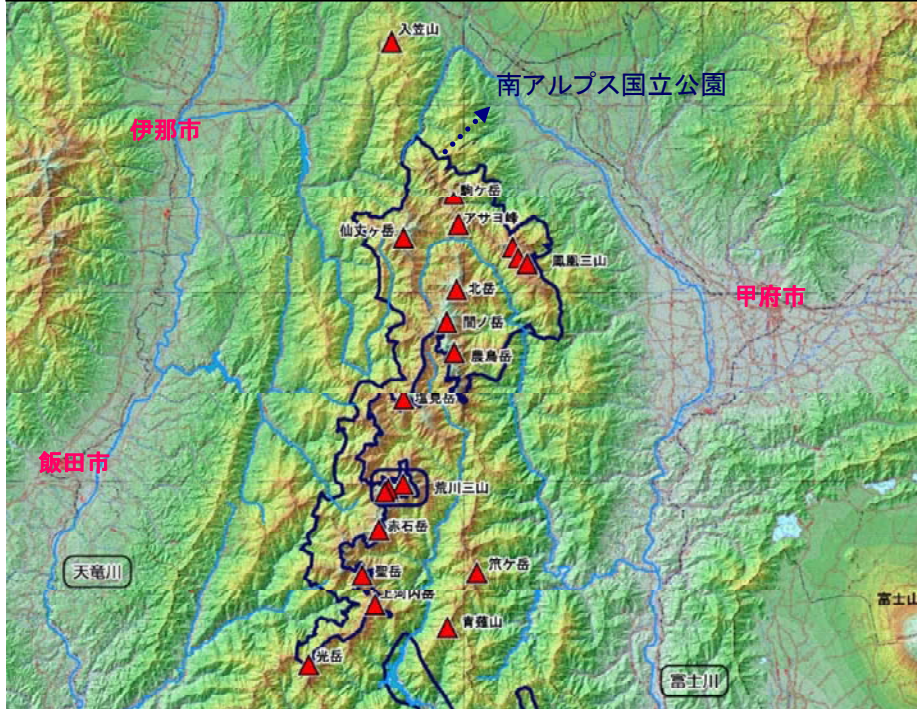 入笠山
南アルプス国立公園
伊那市
駒ケ岳
アサヨ峰
仙丈ヶ岳
鳳凰三山
北岳
甲府市
間ノ岳
農鳥岳
塩見岳
飯田市
荒川三山
赤石岳
天竜川
聖岳
笊ケ岳
上河内岳
富士山
青薙山
光岳
富士川